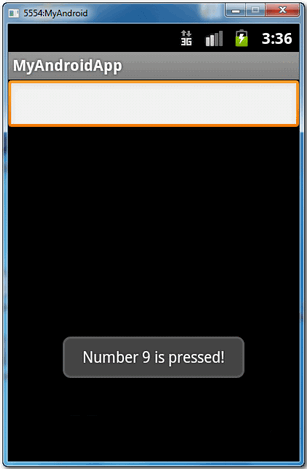 5554:MyAndroid
3G 3:36
MyAndroidApp
Number 9 is pressed!